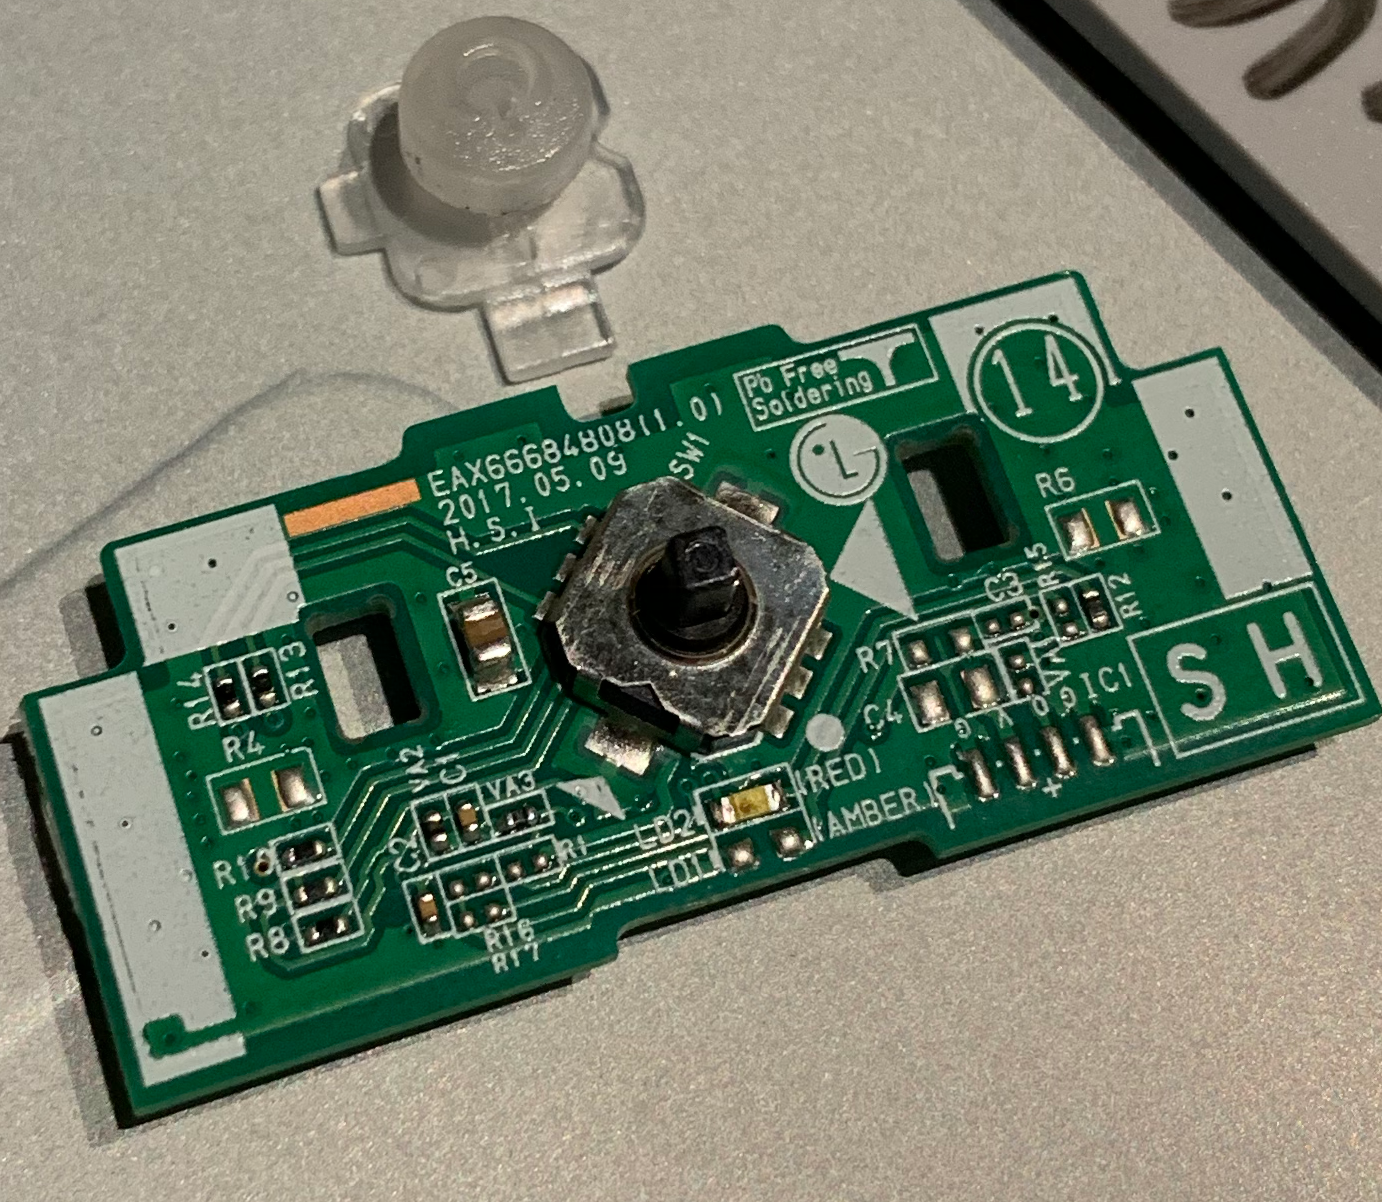 Pb Free
Soldering
14
EAX66684808(1.0)
2017.05.09
H.S.I
SW1
LG
R6
C5
C3
R15
R12
R7
VA1
R14
R13
IC1
C4
G
Y
O
G
+
SH
R4
VA2
C1
VA3
(RED)
LD2
(AMBER)
LD1
R1
C2
R9
R8
R16
R17